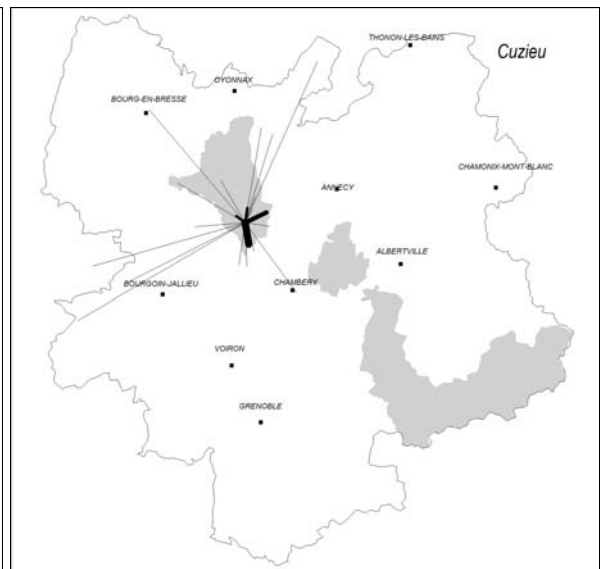 THONON-LES-BAINS
Cuzieu
OYONNAX
BOURG-EN-BRESSE
CHAMONIX-MONT-BLANC
ANNECY
ALBERTVILLE
BOURGOIN-JALLIEU
CHAMBERY
VOIRON
GRENOBLE